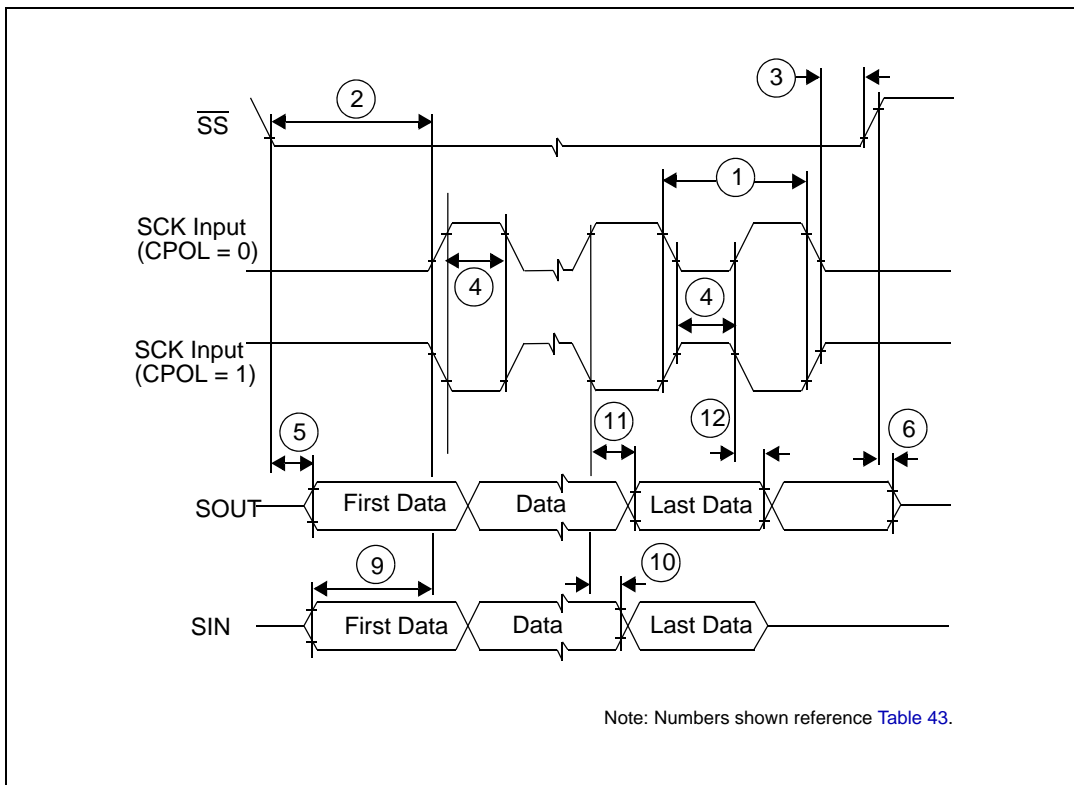 3
2
SS
1
SCK Input
(CPOL = 0)
4
4
SCK Input
(CPOL = 1)
11
12
5
6
First Data
Data
Last Data
SOUT
10
9
First Data
Data
Last Data
SIN
Note: Numbers shown reference Table 43.